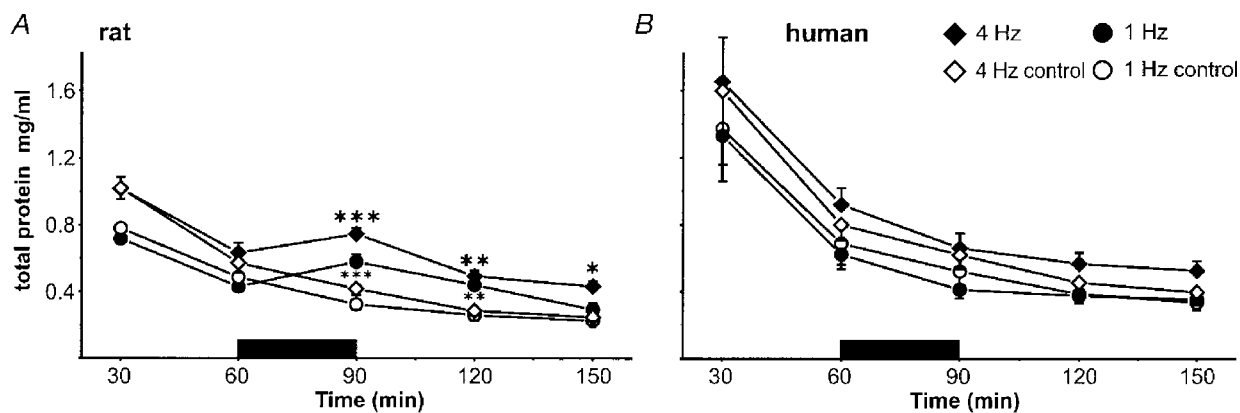 A rat
B human
4 Hz 1 Hz
4 Hz control 1 Hz control
total protein mg/ml
1.6
1.2
0.8
0.4
***
**
*
***
**
30 60 90 120 150
Time (min)
30 60 90 120 150
Time (min)